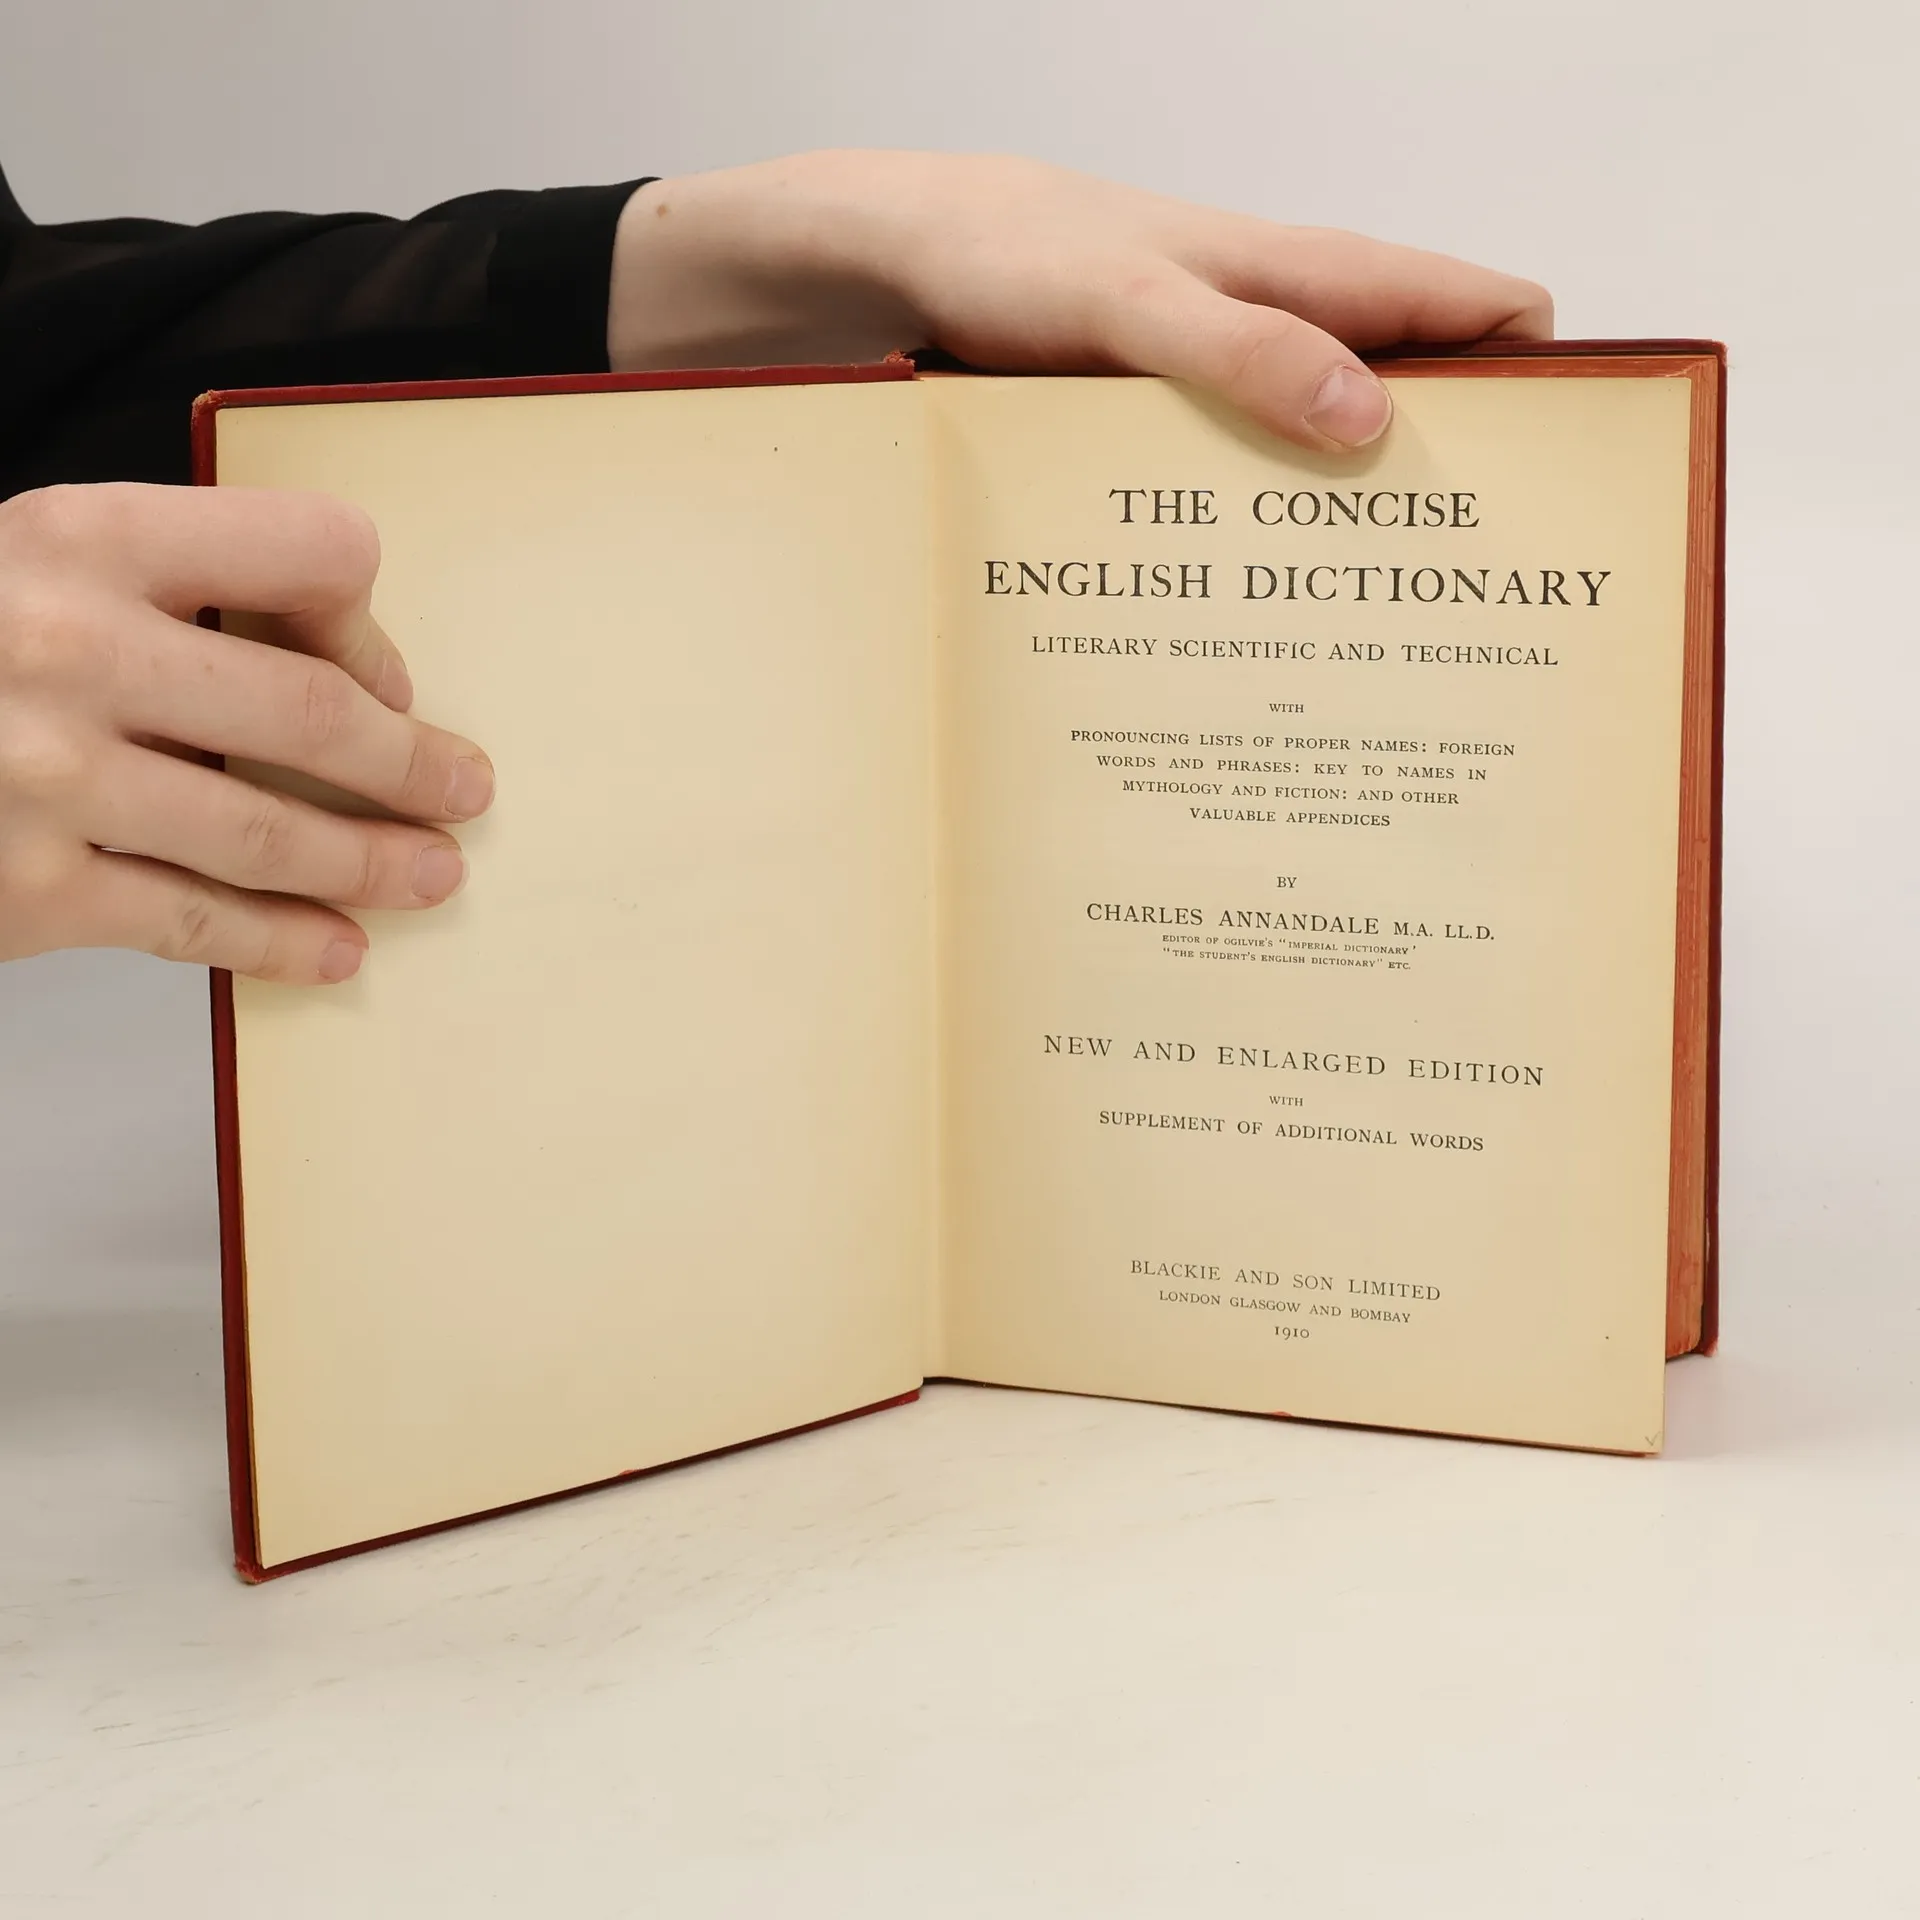 THE CONCISE
ENGLISH DICTIONARY
LITERARY SCIENTIFIC AND TECHNICAL
WITH
PRONOUNCING LISTS OF PROPER NAMES: FOREIGN
WORDS AND PHRASES: KEY TO NAMES IN
MYTHOLOGY AND FICTION: AND OTHER
VALUABLE APPENDICES
BY
CHARLES ANNANDALE M.A. LL.D.
EDITOR OF OGILVIE'S "IMPERIAL DICTIONARY'
"THE STUDENT'S ENGLISH DICTIONARY" ETC.
NEW AND ENLARGED EDITION
WITH
SUPPLEMENT OF ADDITIONAL WORDS
BLACKIE AND SON LIMITED
LONDON GLASGOW AND BOMBAY
1910